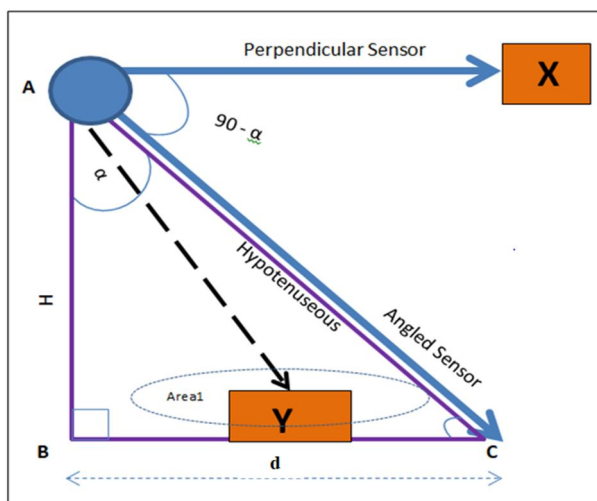 Perpendicular Sensor
X
A
90 - α
α
Hypotenuseous
H
Angled Sensor
Area1
Y
B
C
d